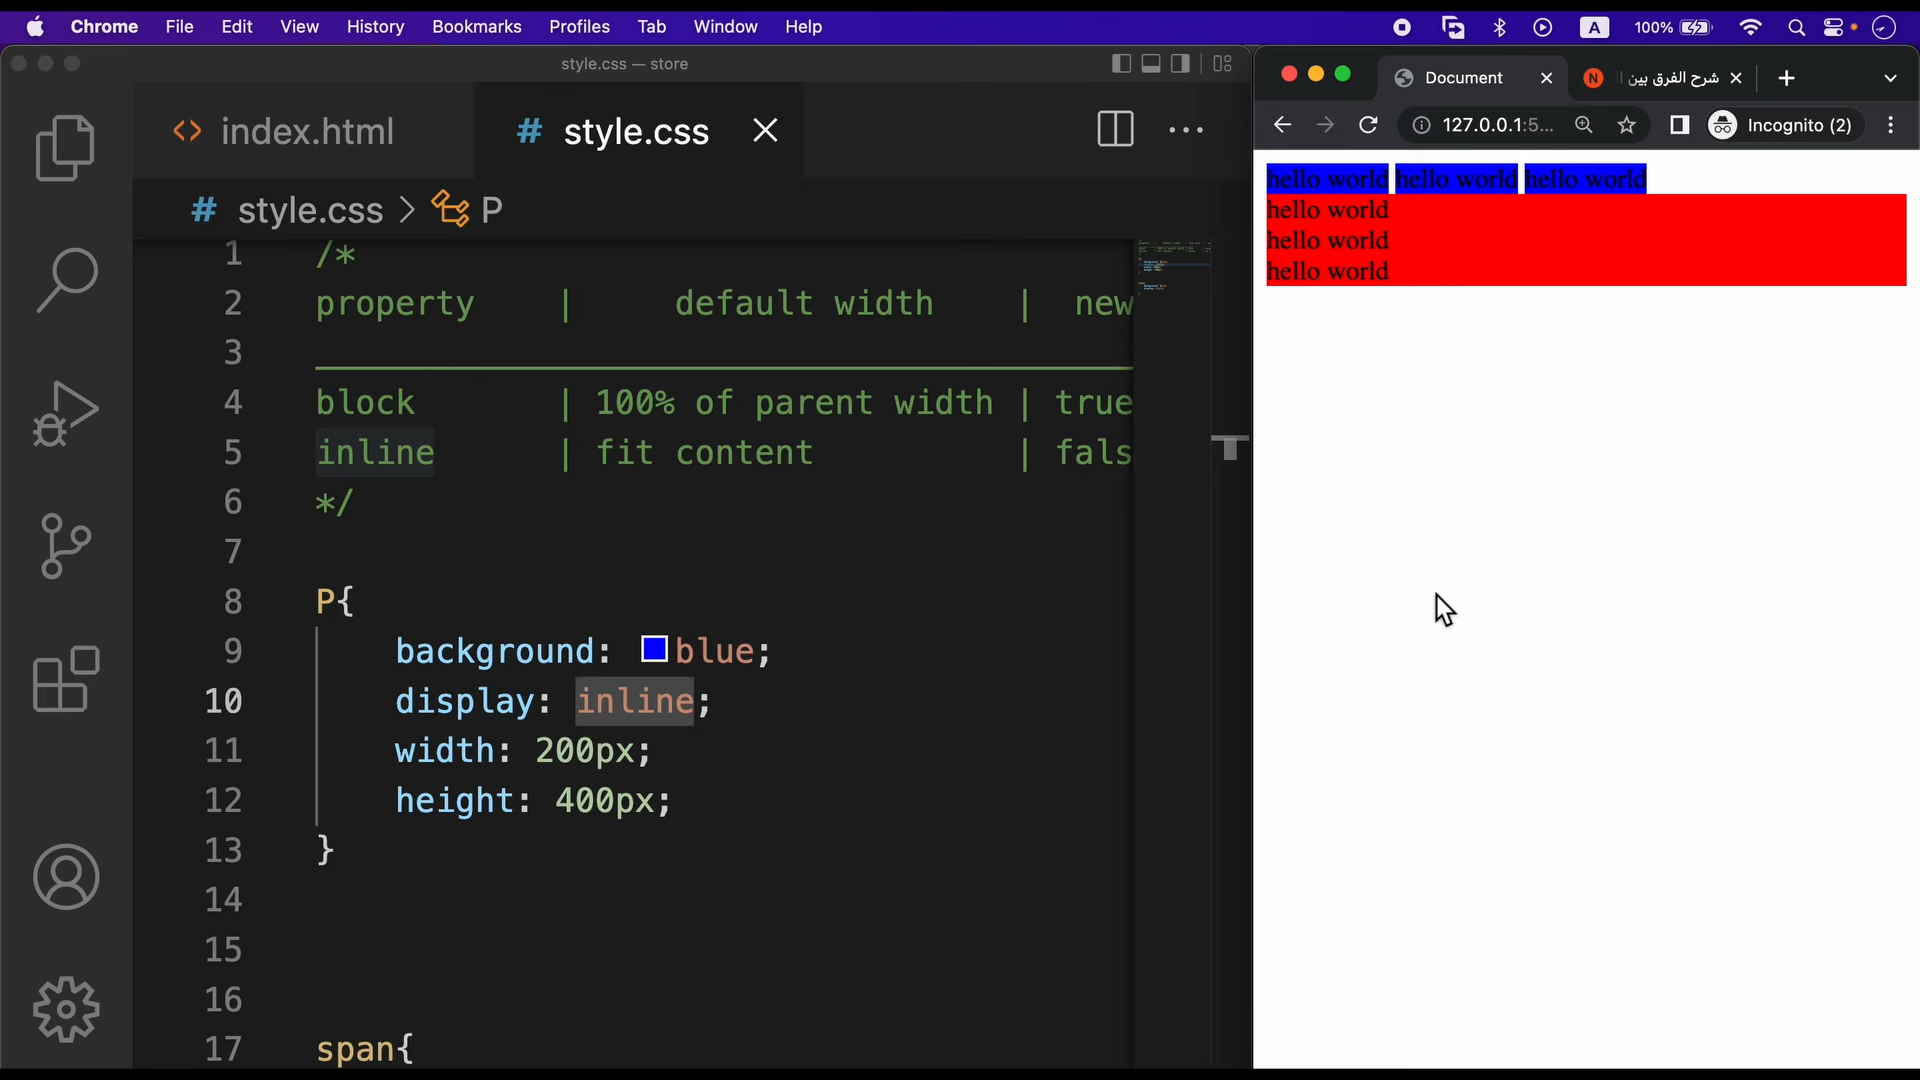 Chrome File Edit View History Bookmarks Profiles Tab Window Help A 100%
style.css — store
index.html # style.css
# style.css > P
1 /*
2 property | default width | new
3
4 block | 100% of parent width | true
5 inline | fit content | fals
6 */
7
8 P{
9 background: blue;
10 display: inline;
11 width: 200px;
12 height: 400px;
13 }
14
15
16
17 span{
Document N شرح الفرق بين ال
127.0.0.1:5... Incognito (2)
hello world hello world hello world
hello world
hello world
hello world